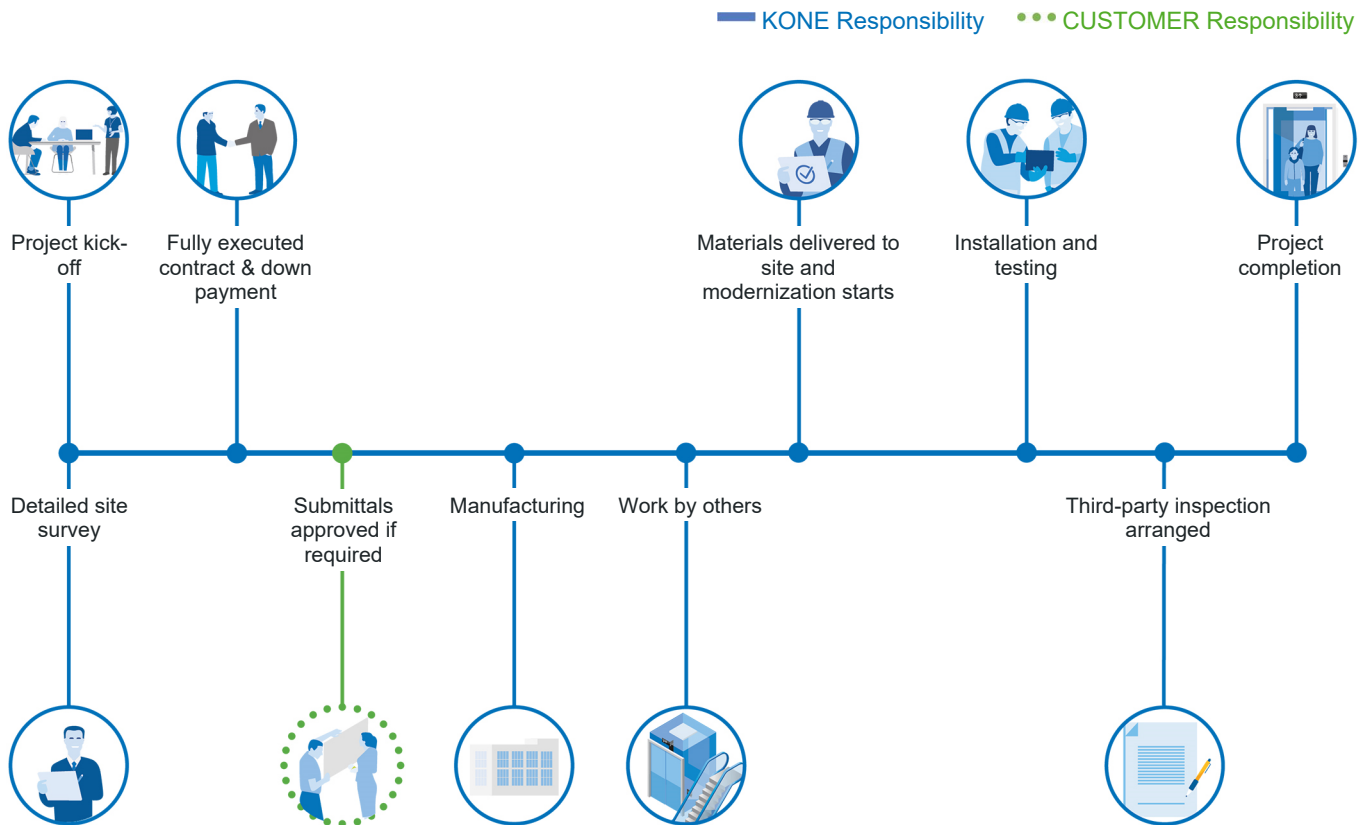 KONE Responsibility
CUSTOMER Responsibility
Project kick-
off
Fully executed
contract & down
payment
Materials delivered to
site and
modernization starts
Installation and
testing
Project
completion
Detailed site
survey
Submittals
approved if
required
Manufacturing
Work by others
Third-party inspection
arranged